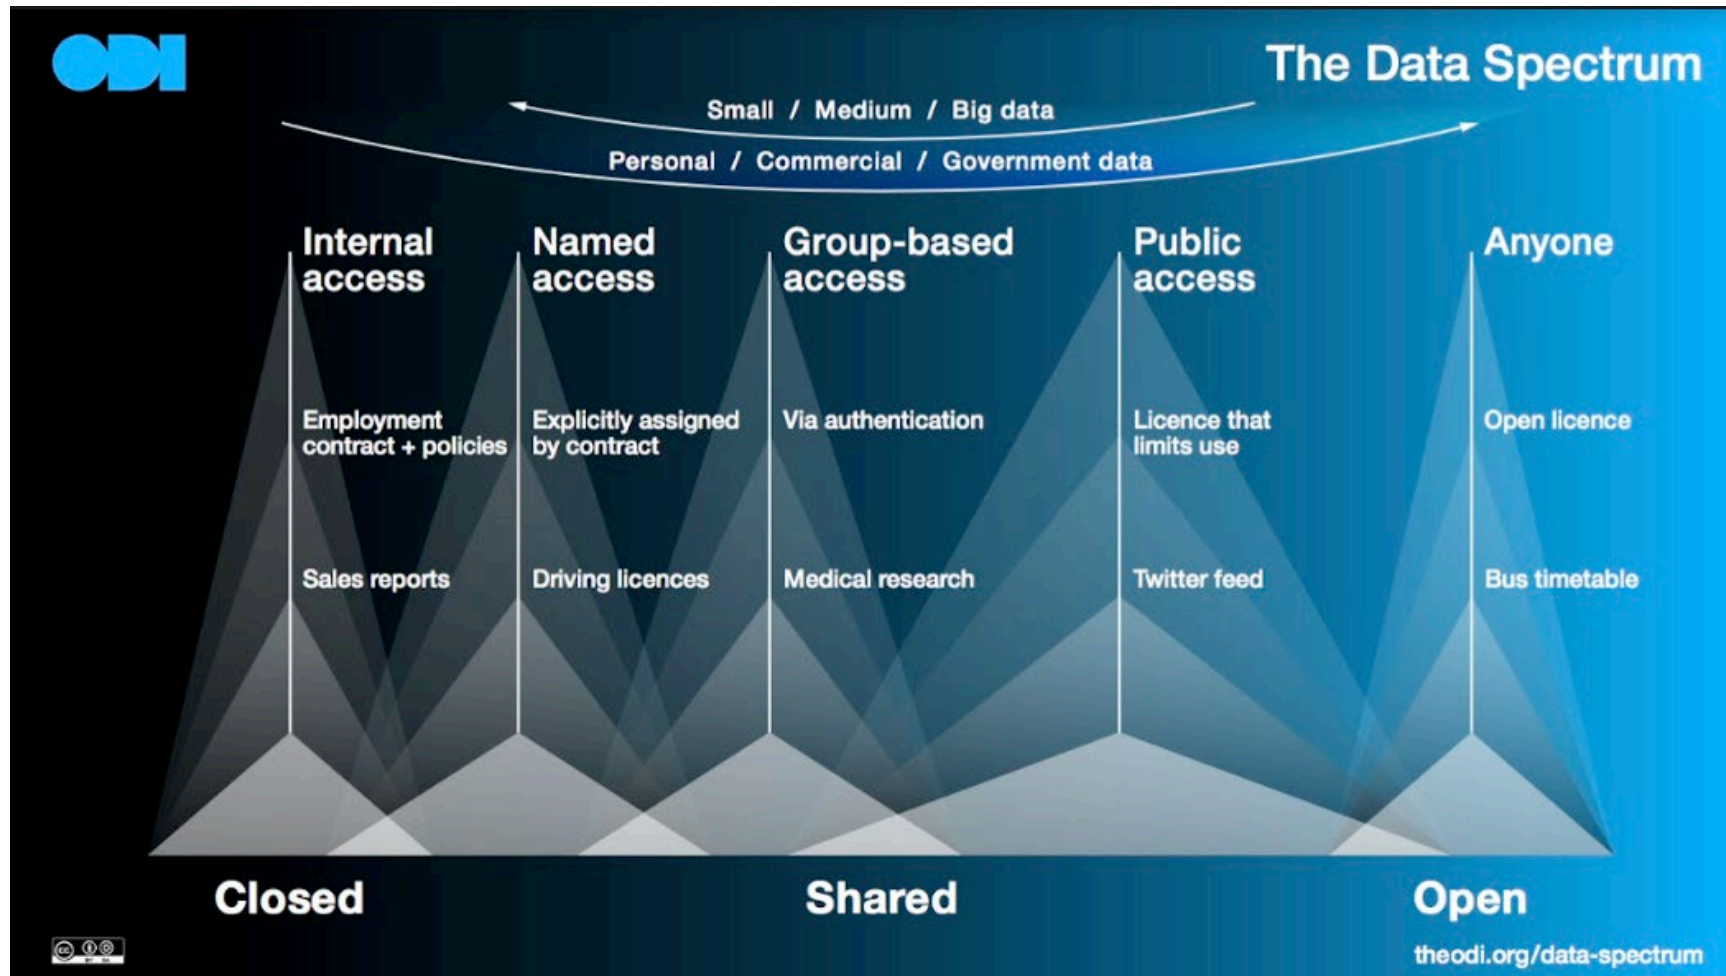 ODI
The Data Spectrum
Small / Medium / Big data
Personal / Commercial / Government data
Internal
access
Named
access
Group-based
access
Public
access
Anyone
Employment
contract + policies
Explicitly assigned
by contract
Via authentication
Licence that
limits use
Open licence
Sales reports
Driving licences
Medical research
Twitter feed
Bus timetable
Closed
Shared
Open
cc
theodi.org/data-spectrum